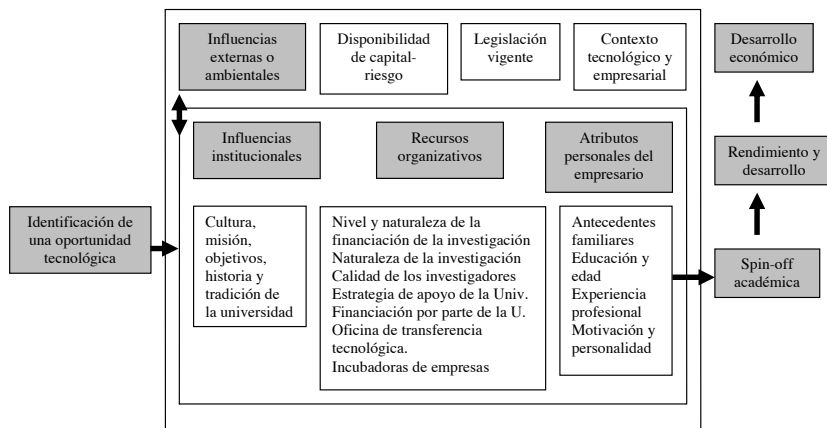 Influencias
externas o
ambientales
Disponibilidad
de capital-
riesgo
Legislación
vigente
Contexto
tecnológico y
empresarial
Desarrollo
económico
Influencias
institucionales
Recursos
organizativos
Atributos
personales del
empresario
Rendimiento y
desarrollo
Identificación de
una oportunidad
tecnológica
Cultura,
misión,
objetivos,
historia y
tradición de
la universidad
Nivel y naturaleza de la
financiación de la investigación
Naturaleza de la investigación
Calidad de los investigadores
Estrategia de apoyo de la Univ.
Financiación por parte de la U.
Oficina de transferencia
tecnológica.
Incubadoras de empresas
Antecedentes
familiares
Educación y
edad
Experiencia
profesional
Motivación y
personalidad
Spin-off
académica